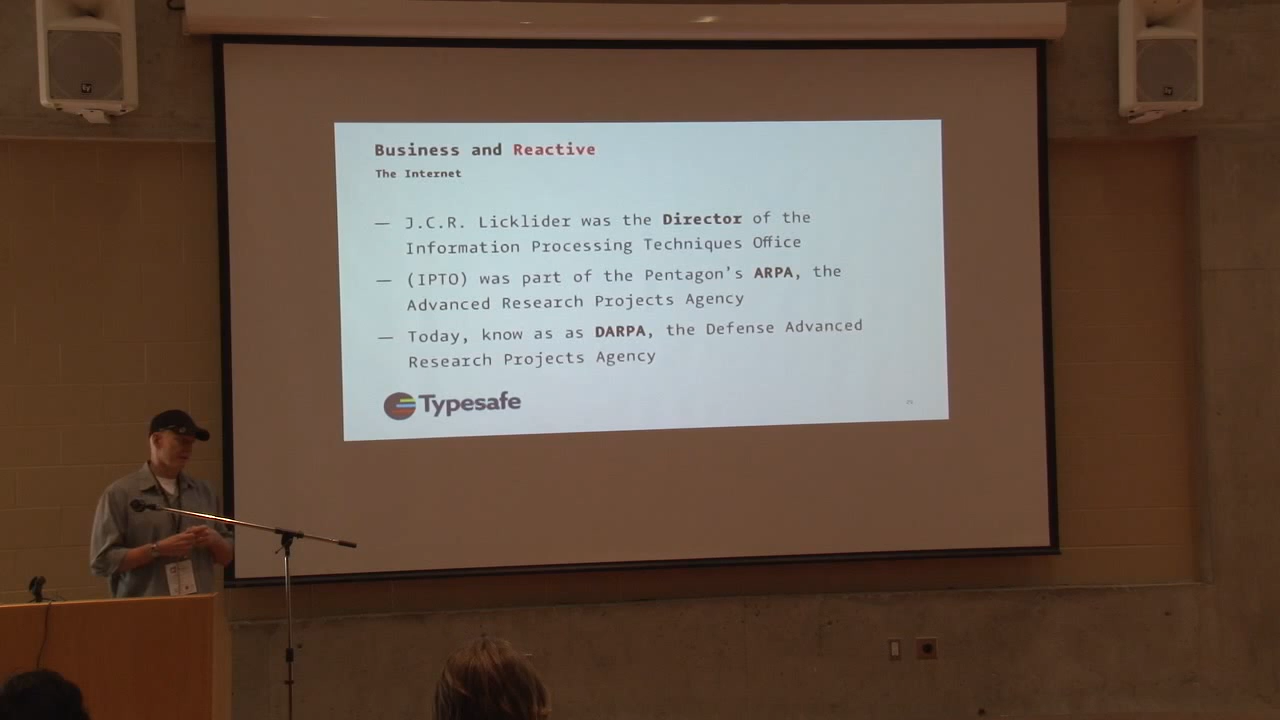 Business and Reactive
The Internet
— J.C.R. Licklider was the Director of the
Information Processing Techniques Office
— (IPTO) was part of the Pentagon's ARPA, the
Advanced Research Projects Agency
— Today, know as as DARPA, the Defense Advanced
Research Projects Agency
Typesafe